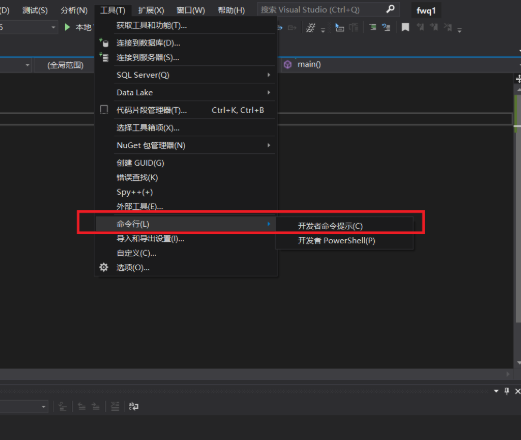 (D) 测试(S) 分析(N) 工具(T) 扩展(X) 窗口(W) 帮助(H) 搜索 Visual Studio (Ctrl+Q) fwq1
本地
获取工具和功能(T)...
连接到数据库(D)...
连接到服务器(S)...
(全局范围) main()
SQL Server(Q)
Data Lake
代码片段管理器(T)... Ctrl+K, Ctrl+B
选择工具箱项(X)...
NuGet 包管理器(N)
创建 GUID(G)
错误查找(K)
Spy++(+)
外部工具(E)...
命令行(L) 开发者命令提示(C)
导入和导出设置(I)... 开发者 PowerShell(P)
自定义(C)...
选项(O)...